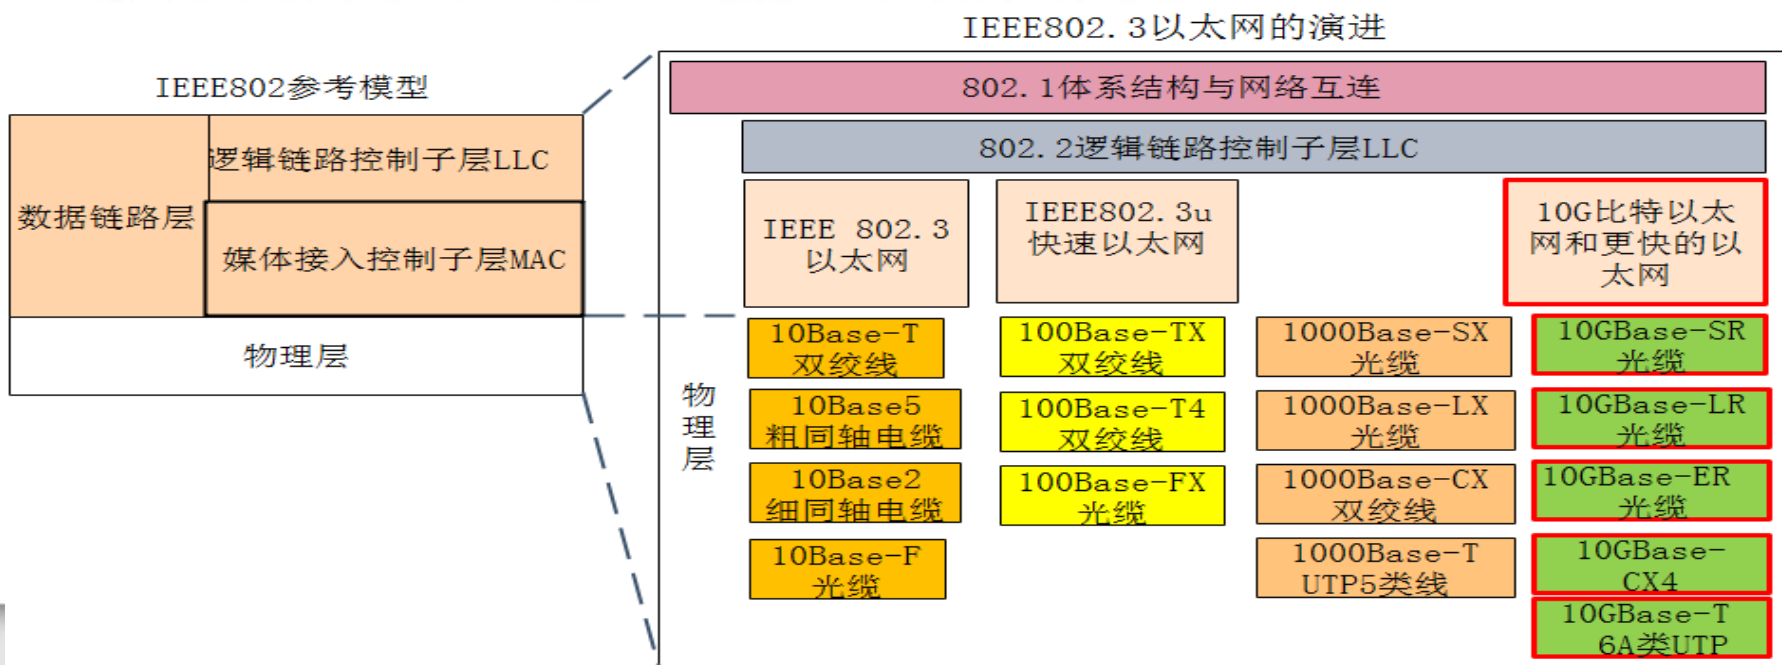 IEEE802.3以太网的演进
IEEE802参考模型
逻辑链路控制子层LLC
数据链路层
媒体接入控制子层MAC
物理层
802.1体系结构与网络互连
802.2逻辑链路控制子层LLC
IEEE 802.3
以太网
IEEE802.3u
快速以太网
10G比特以太
网和更快的以
太网
物
理
层
10Base-T
双绞线
10Base5
粗同轴电缆
10Base2
细同轴电缆
10Base-F
光缆
100Base-TX
双绞线
100Base-T4
双绞线
100Base-FX
光缆
1000Base-SX
光缆
1000Base-LX
光缆
1000Base-CX
双绞线
1000Base-T
UTP5类线
10GBase-SR
光缆
10GBase-LR
光缆
10GBase-ER
光缆
10GBase-
CX4
10GBase-T
6A类UTP